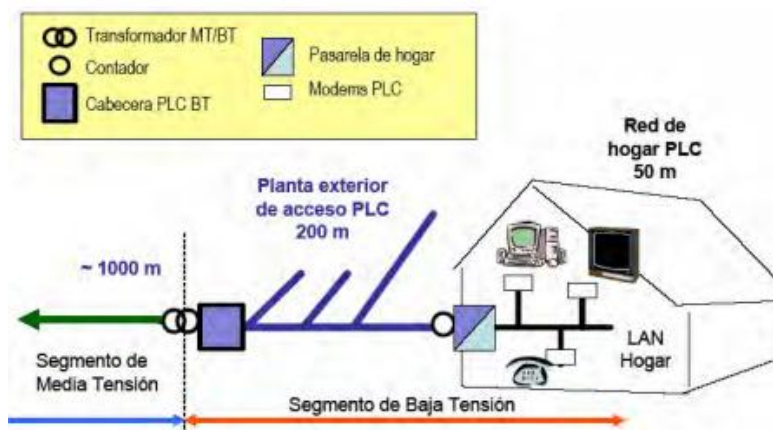 Transformador MT/BT
Contador
Cabecera PLC BT
Pasarela de hogar
Modems PLC
Red de
hogar PLC
50 m
Planta exterior
de acceso PLC
200 m
~ 1000 m
LAN
Hogar
Segmento de
Media Tensión
Segmento de Baja Tensión